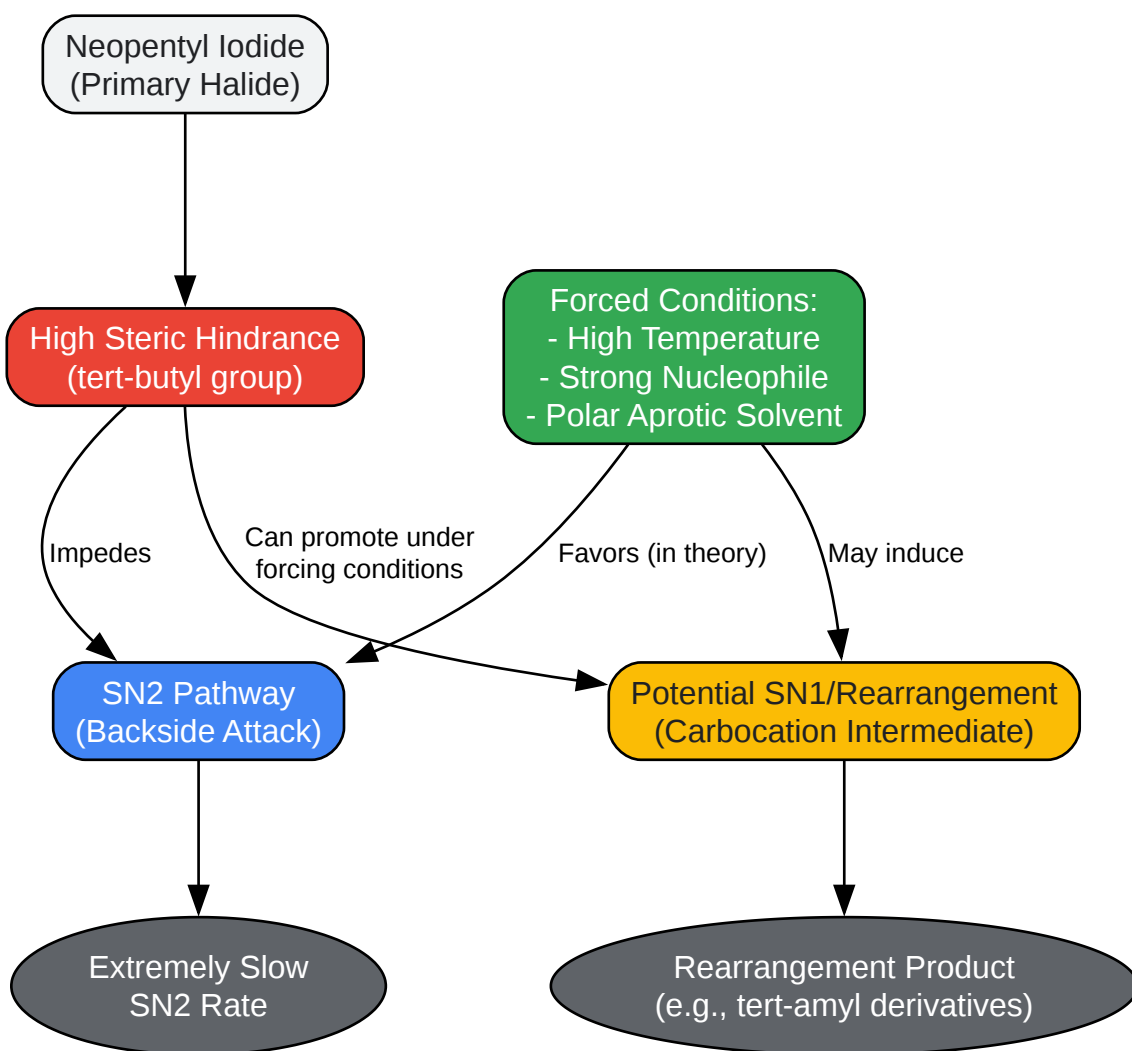 Neopentyl Iodide
(Primary Halide)
High Steric Hindrance
(tert-butyl group)
Forced Conditions:
- High Temperature
- Strong Nucleophile
- Polar Aprotic Solvent
Impedes
Can promote under
forcing conditions
Favors (in theory)
May induce
SN2 Pathway
(Backside Attack)
Potential SN1/Rearrangement
(Carbocation Intermediate)
Extremely Slow
SN2 Rate
Rearrangement Product
(e.g., tert-amyl derivatives)